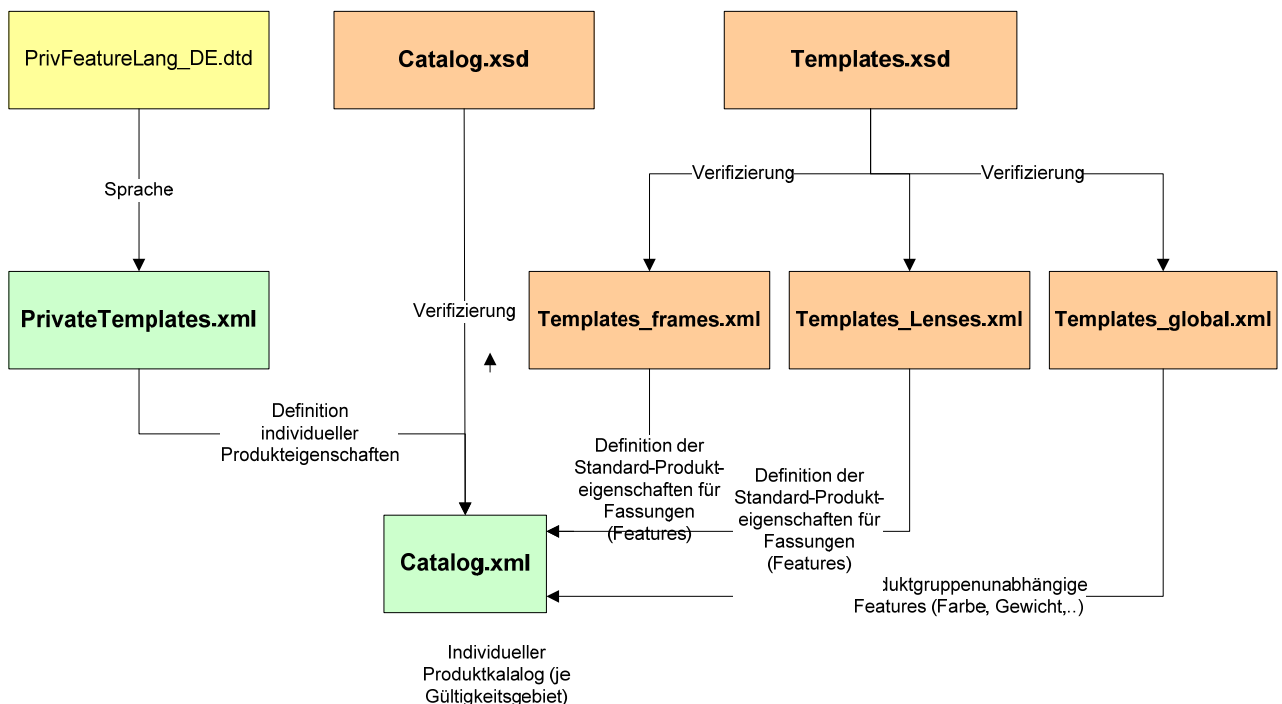 PrivFeatureLang_DE.dtd
Catalog.xsd
Templates.xsd
Verifizierung
Verifizierung
Sprache
PrivateTemplates.xml
Verifizierung
Templates_frames.xml
Templates_Lenses.xml
Templates_global.xml
Definition
individueller
Produkteigenschaften
Definition der
Standard-Produkt-
eigenschaften für
Fassungen
(Features)
Definition der
Standard-Produkt-
eigenschaften für
Fassungen
(Features)
duktgruppenunabhängige
Features (Farbe, Gewicht,..)
Catalog.xml
Individueller
Produktkalalog (je
Gültigkeitsgebiet)